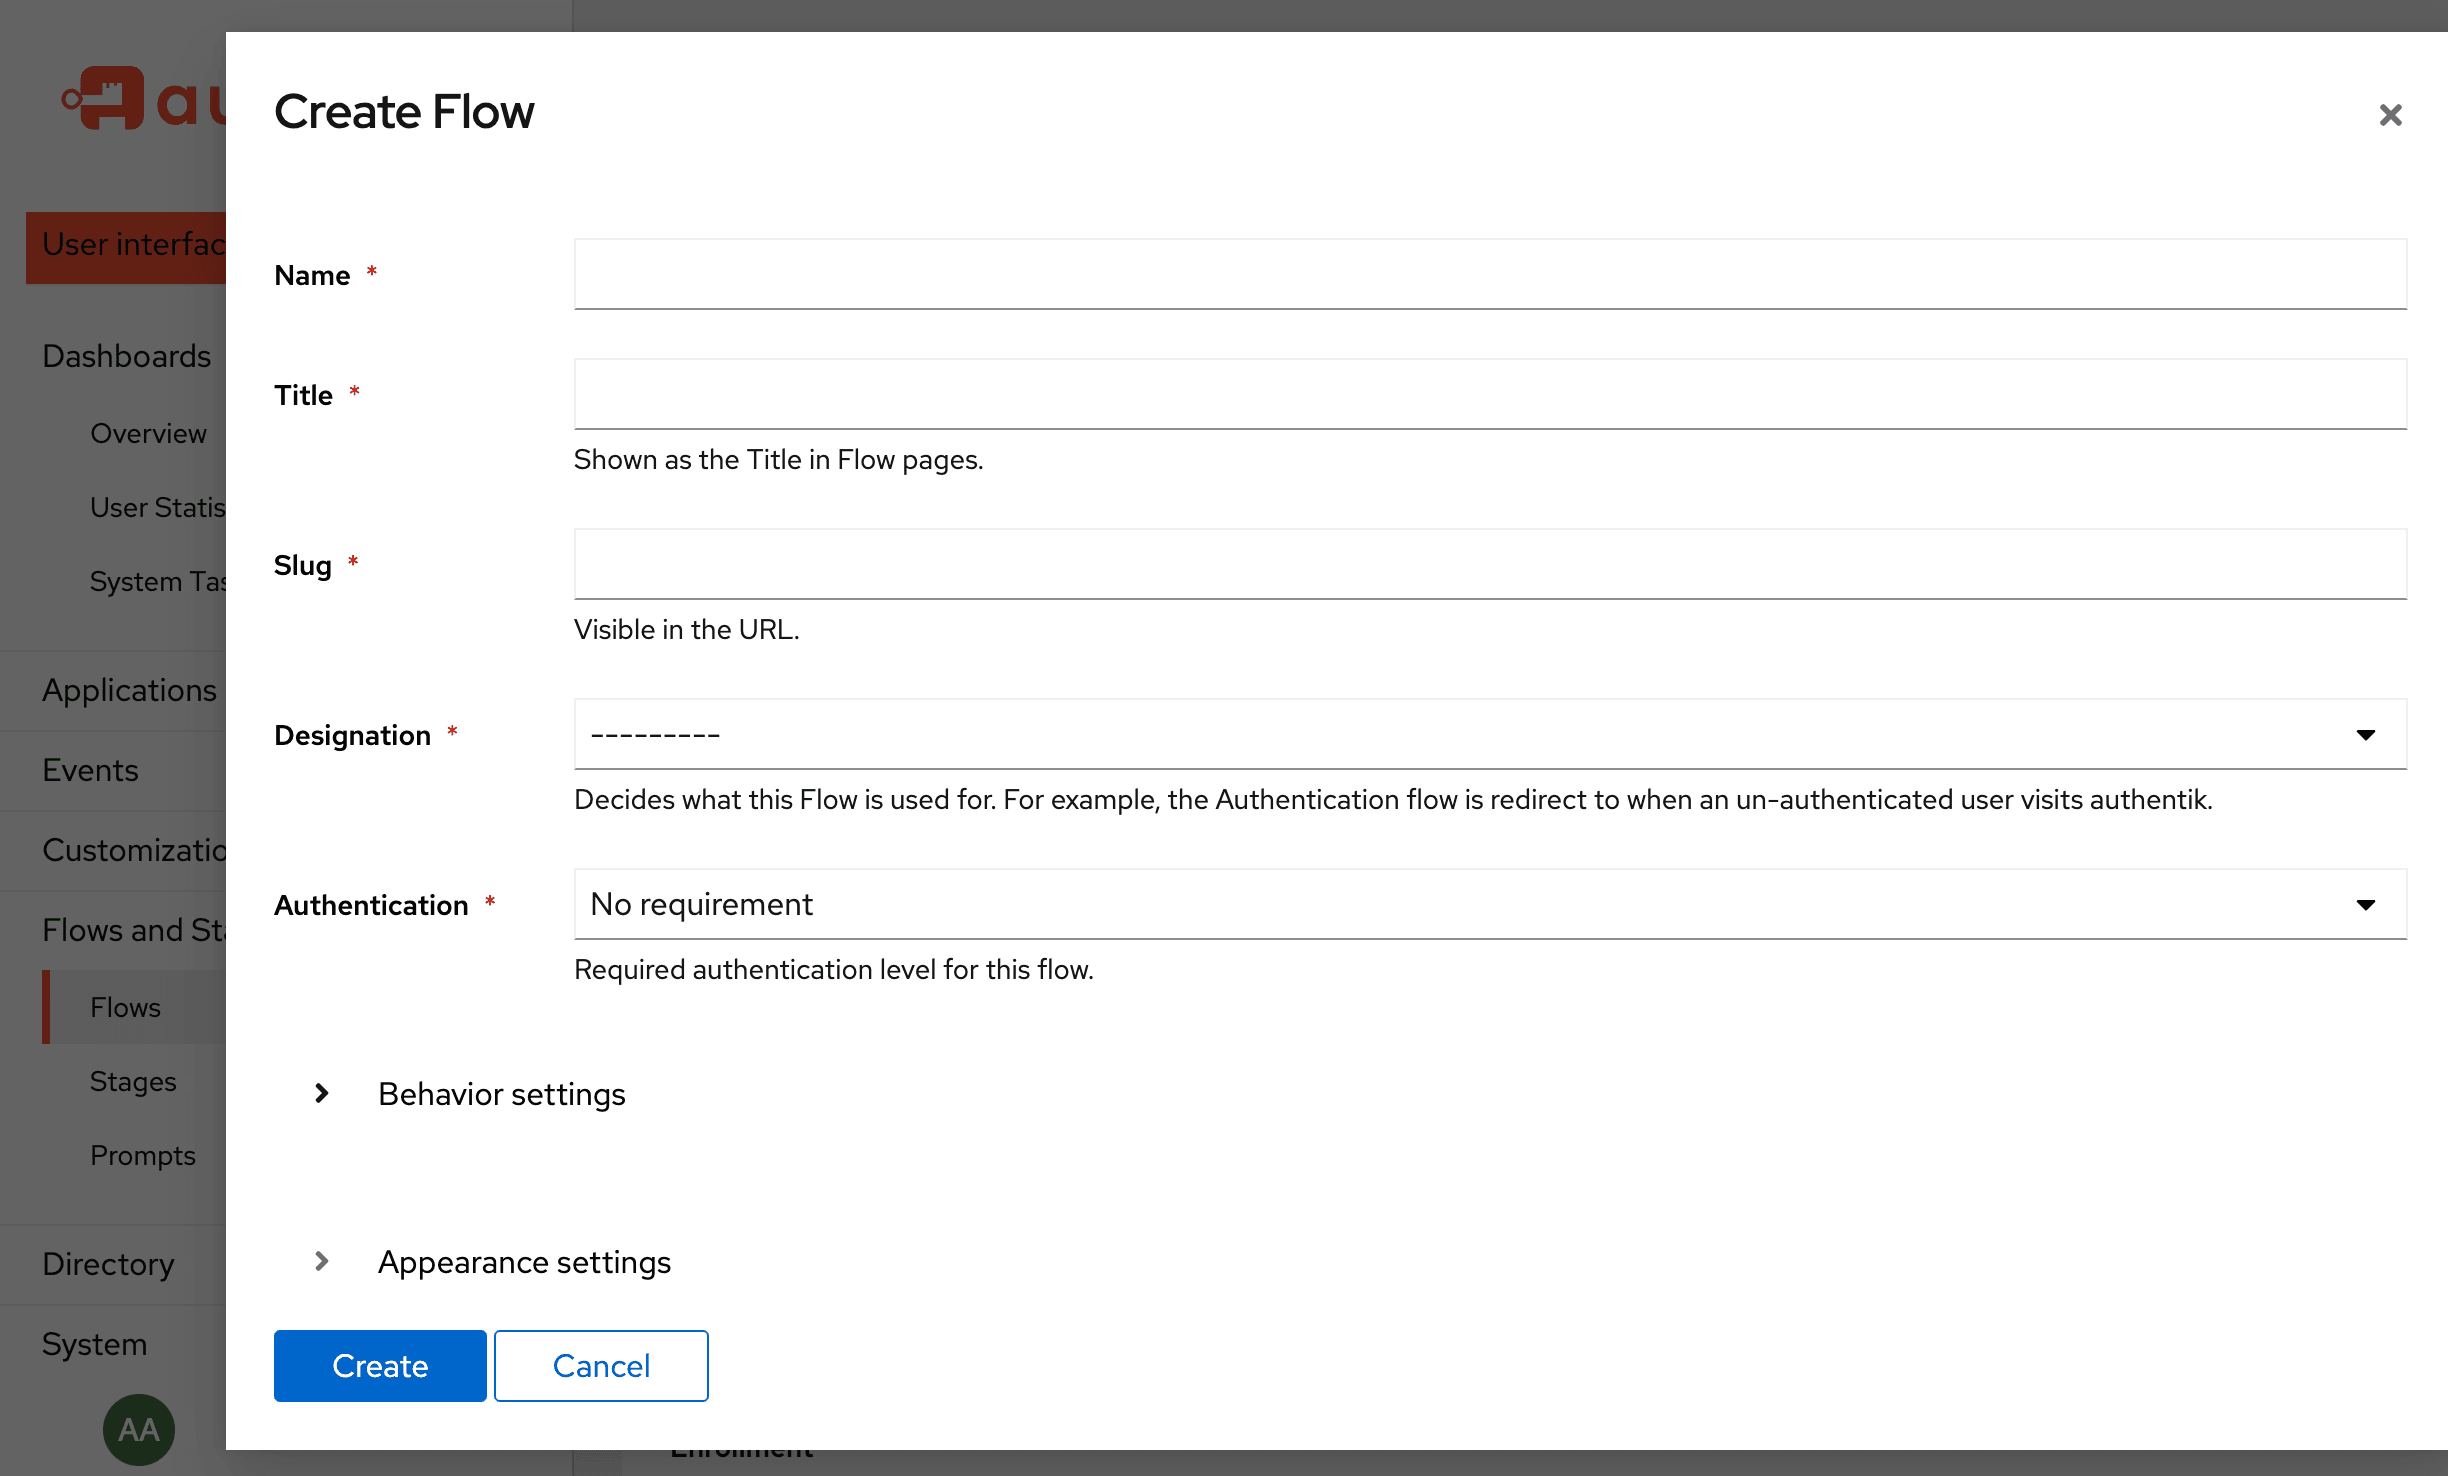 au
User interfac
Dashboards
Overview
User Statis
System Tas
Applications
Events
Customizatio
Flows and Sta
Flows
Stages
Prompts
Directory
System
AA
Create Flow
Name *
Title *
Shown as the Title in Flow pages.
Slug *
Visible in the URL.
Designation *
---------
Decides what this Flow is used for. For example, the Authentication flow is redirect to when an un-authenticated user visits authentik.
Authentication *
No requirement
Required authentication level for this flow.
Behavior settings
Appearance settings
Create
Cancel
Enrollment